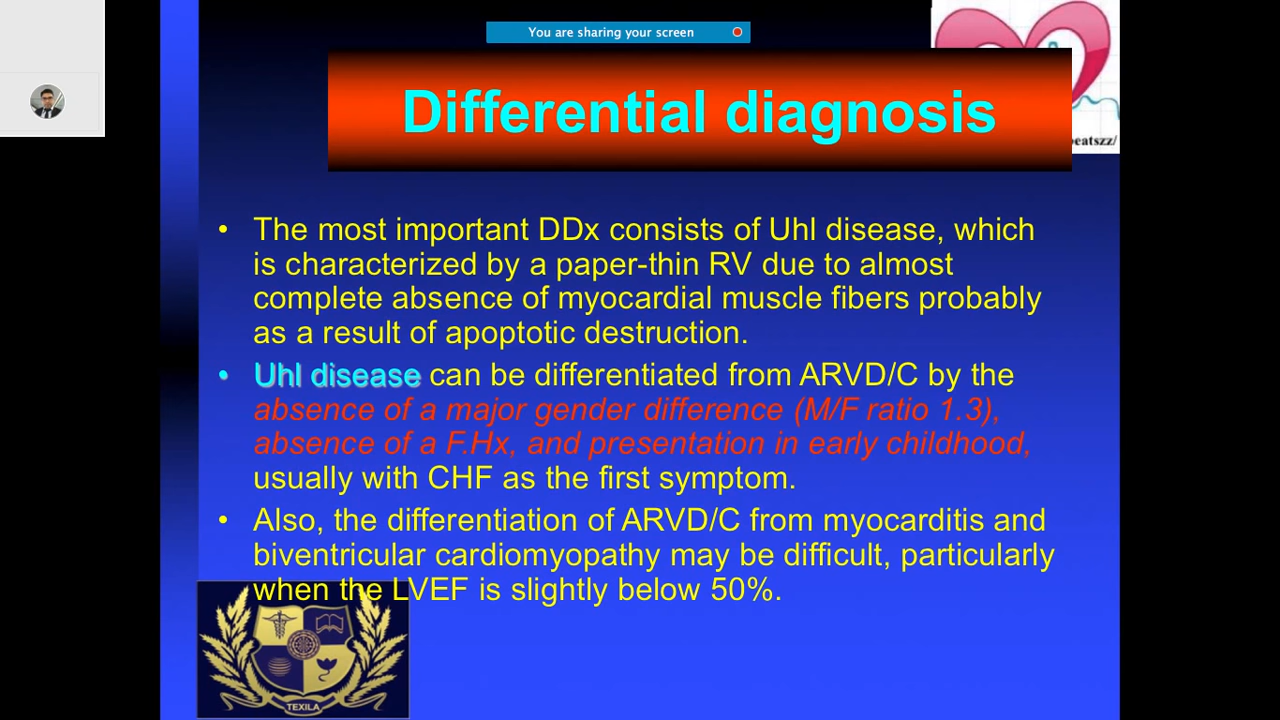 You are sharing your screen
Differential diagnosis
eatszz/
• The most important DDx consists of Uhl disease, which
is characterized by a paper-thin RV due to almost
complete absence of myocardial muscle fibers probably
as a result of apoptotic destruction.
• Uhl disease can be differentiated from ARVD/C by the
absence of a major gender difference (M/F ratio 1.3),
absence of a F.Hx, and presentation in early childhood,
usually with CHF as the first symptom.
• Also, the differentiation of ARVD/C from myocarditis and
biventricular cardiomyopathy may be difficult, particularly
when the LVEF is slightly below 50%.
TEXILA